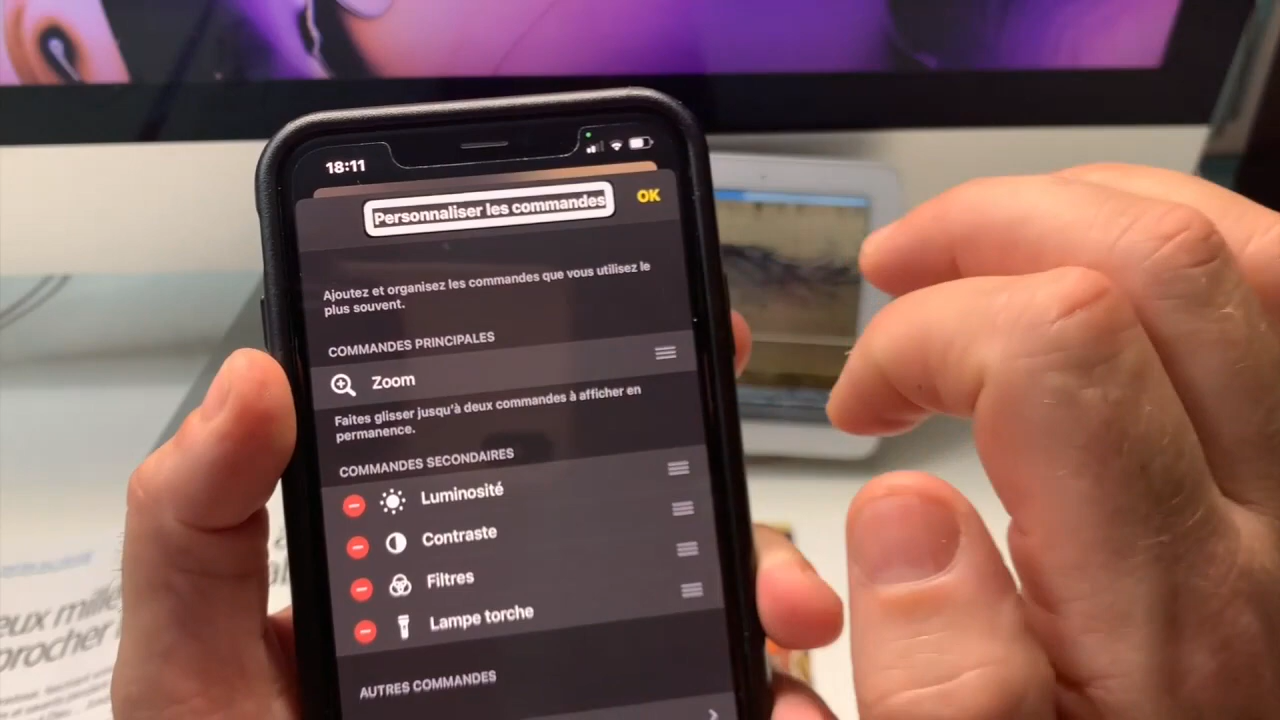 18:11
Personnaliser les commandes
OK
Ajoutez et organisez les commandes que vous utilisez le
plus souvent.
COMMANDES PRINCIPALES
Zoom
Faites glisser jusqu'à deux commandes à afficher en
permanence.
COMMANDES SECONDAIRES
Luminosité
Contraste
Filtres
Lampe torche
AUTRES COMMANDES
procher